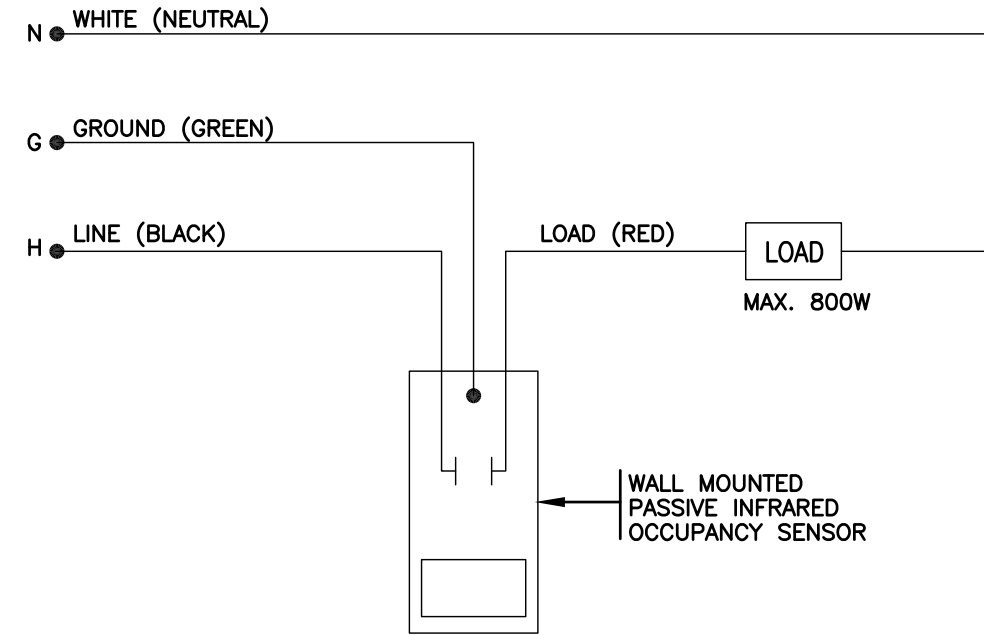 N WHITE (NEUTRAL)
G GROUND (GREEN)
H LINE (BLACK)
LOAD (RED)
LOAD
MAX. 800W
WALL MOUNTED
PASSIVE INFRARED
OCCUPANCY SENSOR